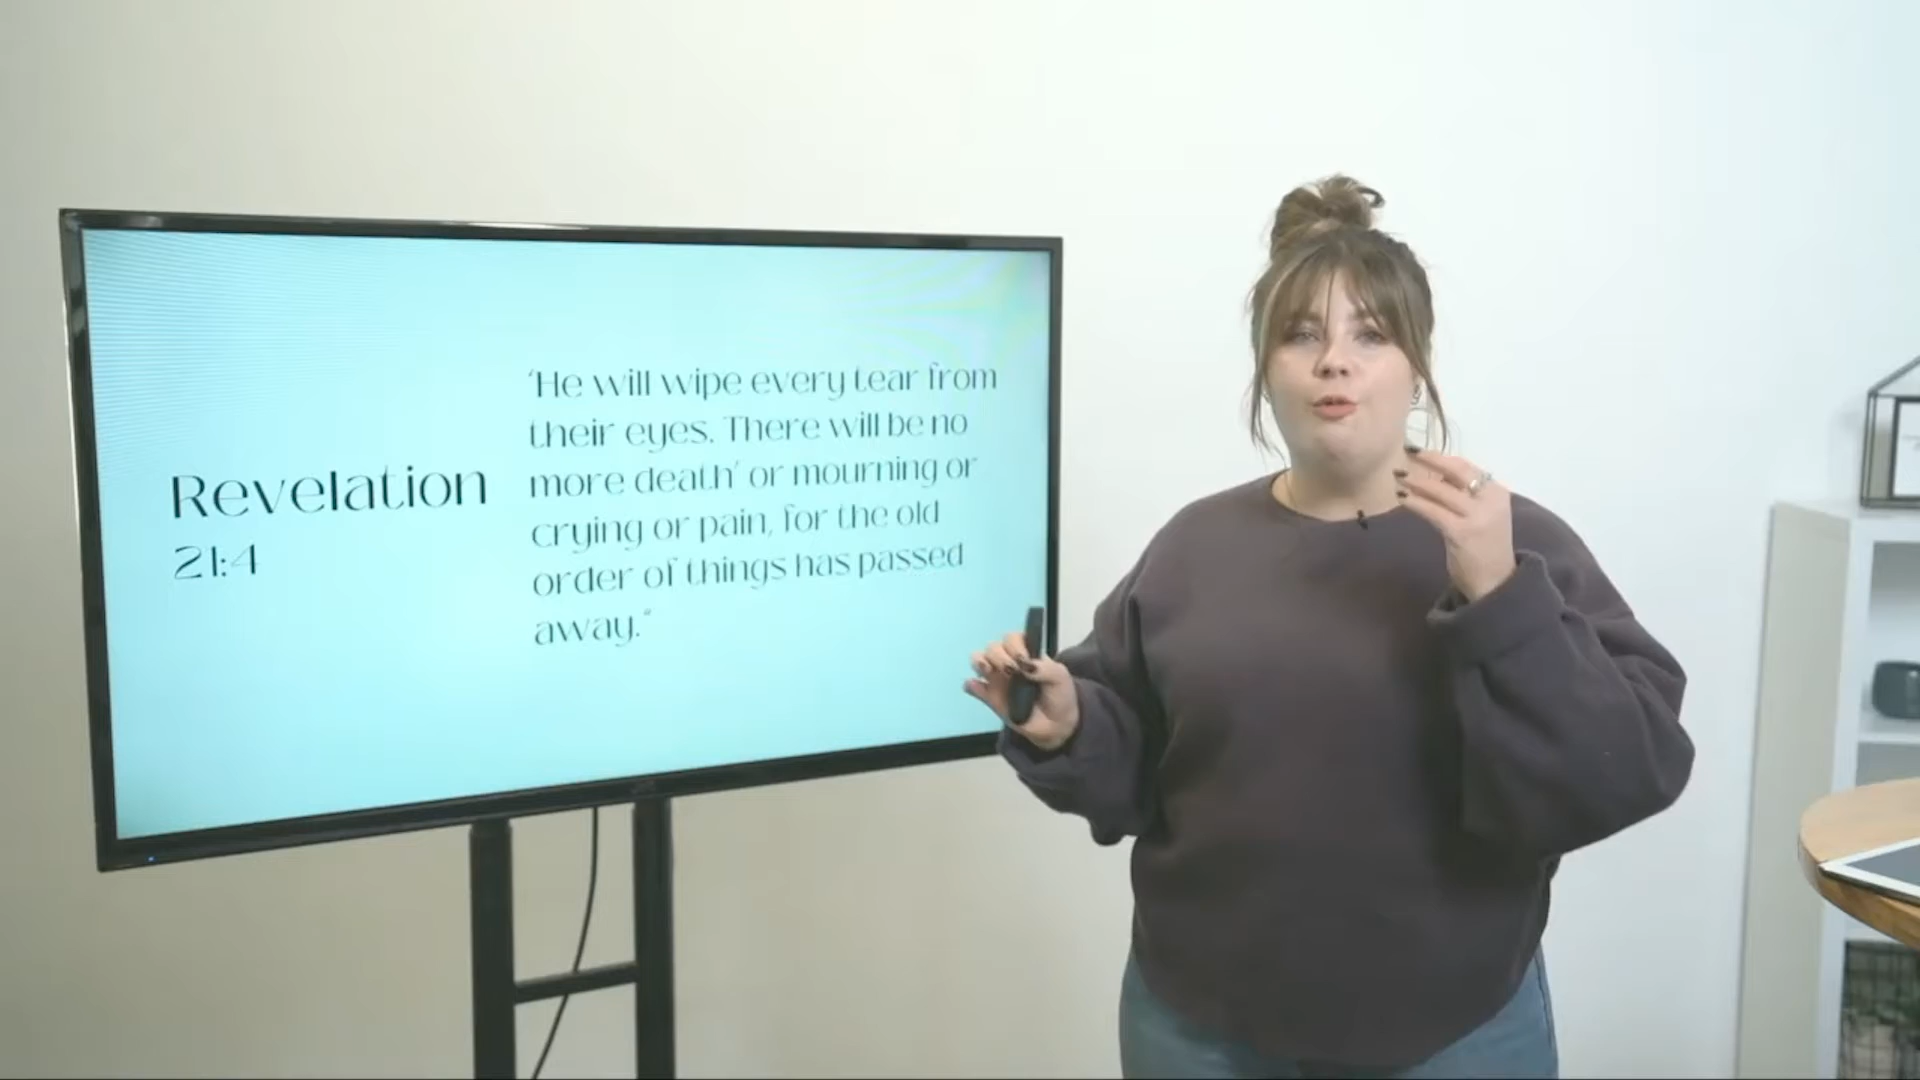 Revelation
21:4
‘He will wipe every tear from
their eyes. There will be no
more death’ or mourning or
crying or pain, for the old
order of things has passed
away.”